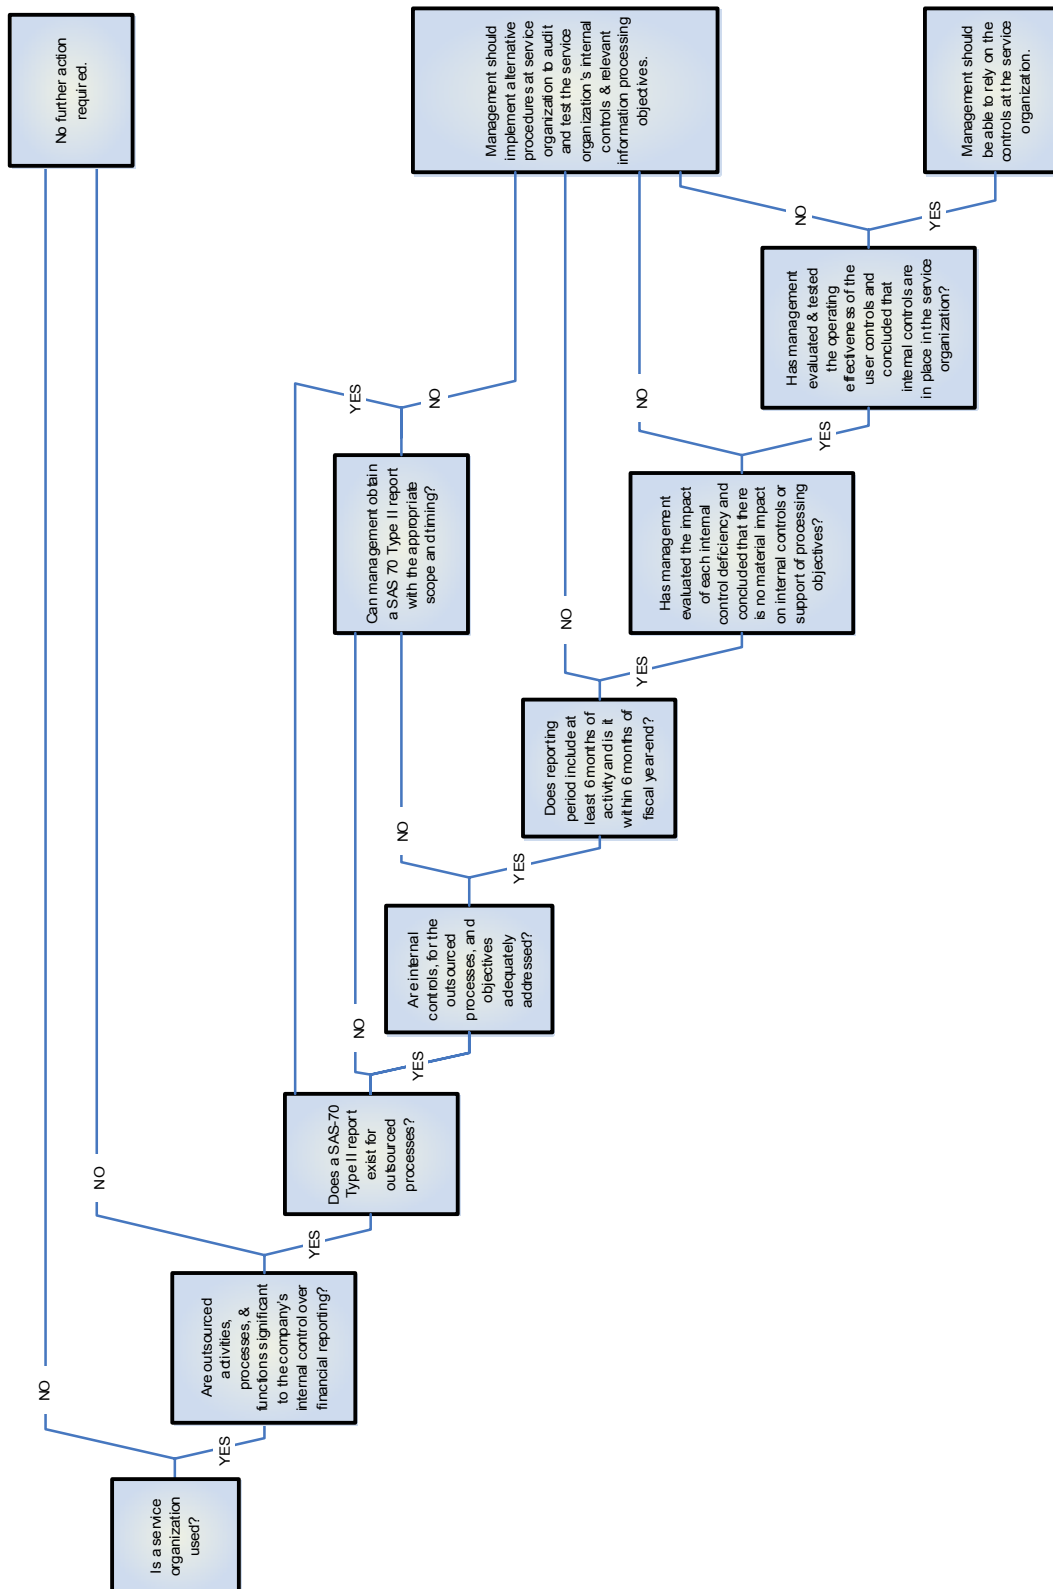 Is a service
organization
used?
NO
YES
Are outsourced
activities,
processes, &
functions significant
to the company's
internal control over
financial reporting?
NO
YES
No further action
required.
Does a SAS-70
Type II report
exist for
outsourced
processes?
NO
YES
Can management obtain
a SAS 70 Type II report
with the appropriate
scope and timing?
YES
NO
Are internal
controls, for the
outsourced
processes, and
objectives
adequately
addressed?
NO
YES
Does reporting
period include at
least 6 months of
activity and is it
within 6 months of
fiscal year-end?
NO
YES
Has management
evaluated the impact
of each internal
control deficiency and
concluded that there
is no material impact
on internal controls or
support of processing
objectives?
NO
YES
Has management
evaluated & tested
the operating
effectiveness of the
user controls and
concluded that
internal controls are
in place in the service
organization?
NO
YES
Management should
implement alternative
procedures at service
organization to audit
and test the service
organization's internal
controls & relevant
information processing
objectives.
Management should
be able to rely on the
controls at the service
organization.